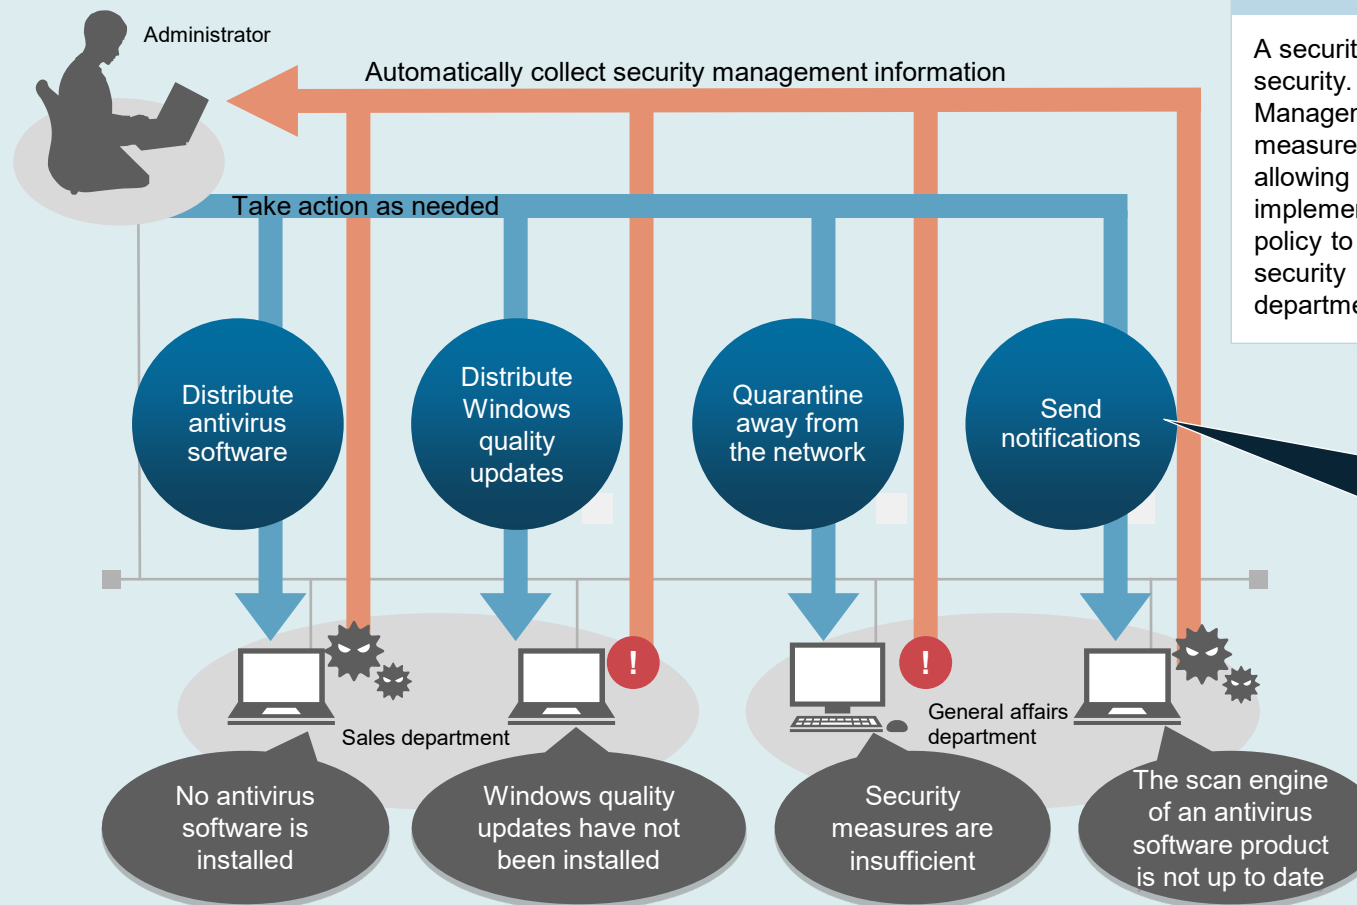 Administrator
Automatically collect security management information
Take action as needed
A securit
security.
Manager
measure
allowing
implemer
policy to
security
departme
Distribute
antivirus
software
Distribute
Windows
quality
updates
Quarantine
away from
the network
Send
notifications
!
!
Sales department
General affairs
department
No antivirus
software is
installed
Windows quality
updates have not
been installed
Security
measures are
insufficient
The scan engine
of an antivirus
software product
is not up to date